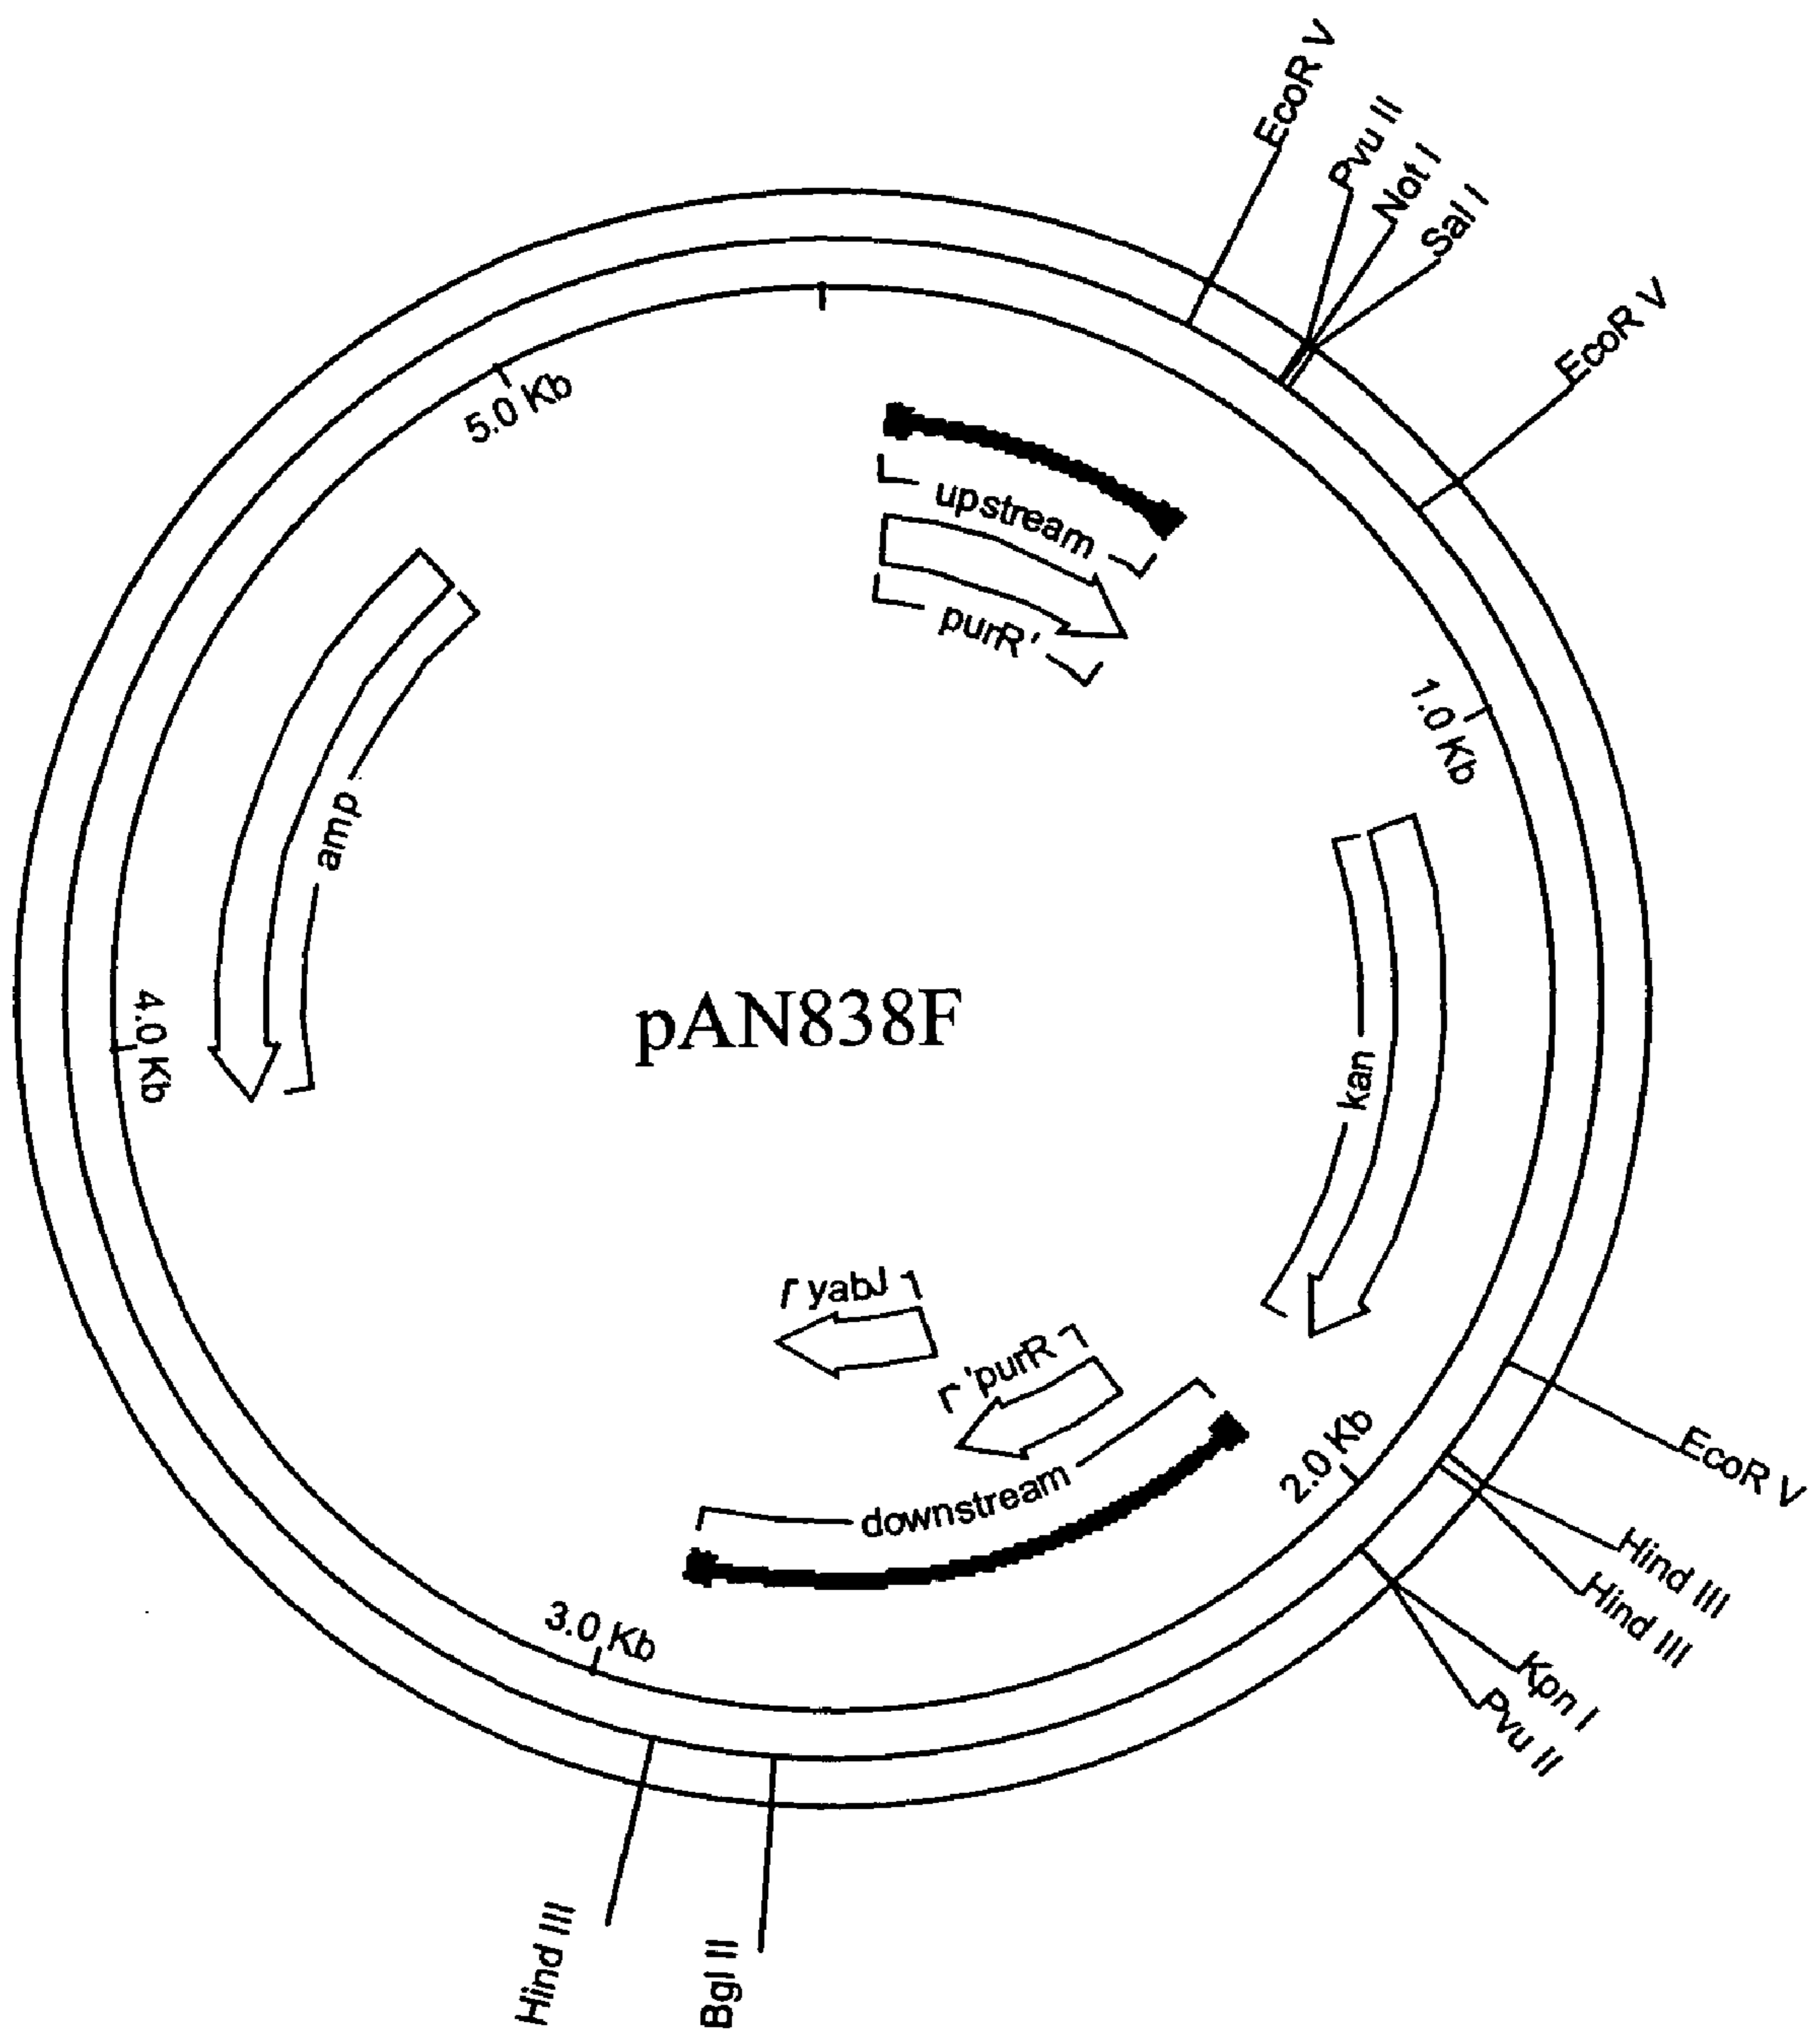 EcoR V
Pvu II
Not I
Sal I
EcoR V
5.0 Kb
upstream
purR'
1.0 Kb
amp
4.0 Kb
pAN838F
kan
yabJ
'purR
downstream
2.0 Kb
3.0 Kb
EcoR V
Hind III
Hind III
Kpn I
Pvu II
Hind III
Bgl II